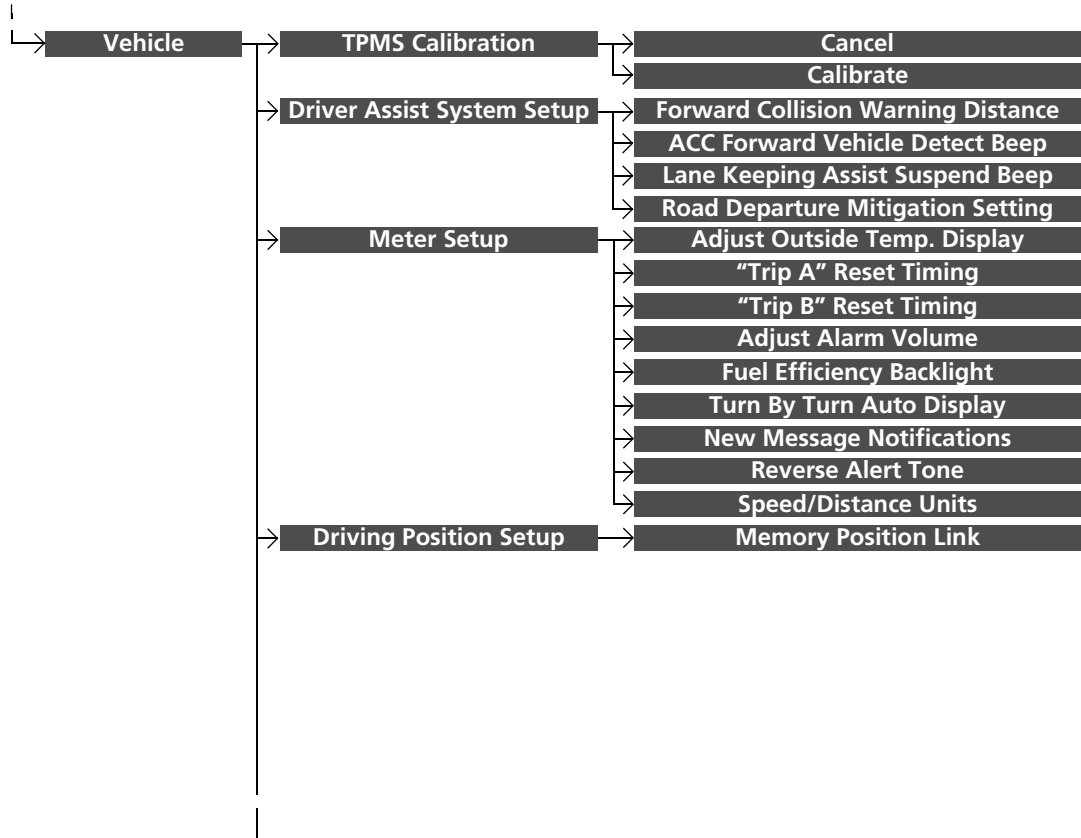 Vehicle
TPMS Calibration
Cancel
Calibrate
Driver Assist System Setup
Forward Collision Warning Distance
ACC Forward Vehicle Detect Beep
Lane Keeping Assist Suspend Beep
Road Departure Mitigation Setting
Meter Setup
Adjust Outside Temp. Display
“Trip A” Reset Timing
“Trip B” Reset Timing
Adjust Alarm Volume
Fuel Efficiency Backlight
Turn By Turn Auto Display
New Message Notifications
Reverse Alert Tone
Speed/Distance Units
Driving Position Setup
Memory Position Link